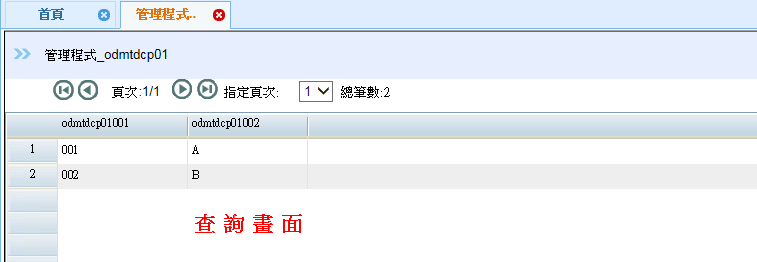 首頁 管理程式..
管理程式_odmtdcp01
頁次:1/1 指定頁次: 1 總筆數:2
odmtdcp01001 odmtdcp01002
1 001 A
2 002 B
查詢畫面